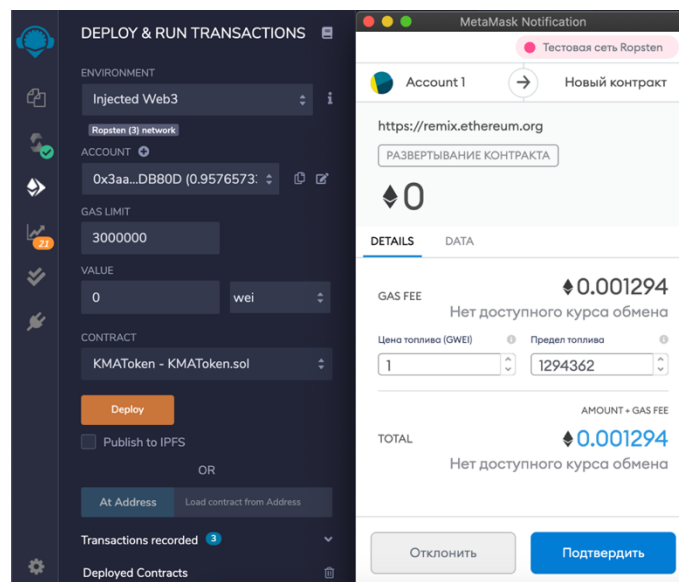 DEPLOY & RUN TRANSACTIONS
ENVIRONMENT
Injected Web3
i
Ropsten (3) network
ACCOUNT
0x3aa...DB80D (0.9576573:
GAS LIMIT
3000000
VALUE
0
wei
CONTRACT
KMAToken - KMAToken.sol
Deploy
Publish to IPFS
OR
At Address
Load contract from Address
Transactions recorded 3
Deployed Contracts
21
MetaMask Notification
Тестовая сеть Ropsten
Account 1
Новый контракт
https://remix.ethereum.org
РАЗВЕРТЫВАНИЕ КОНТРАКТА
0
DETAILS
DATA
GAS FEE
0.001294
Нет доступного курса обмена
Цена топлива (GWEI)
Предел топлива
1
1294362
AMOUNT + GAS FEE
TOTAL
0.001294
Нет доступного курса обмена
Отклонить
Подтвердить